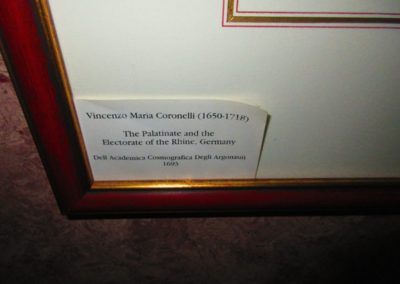 Vincenzo Maria Coronelli (1650-1718)
The Palatinate and the
Electorate of the Rhine, Germany
Dell Academica Cosmografica Degli Argonauti
1693